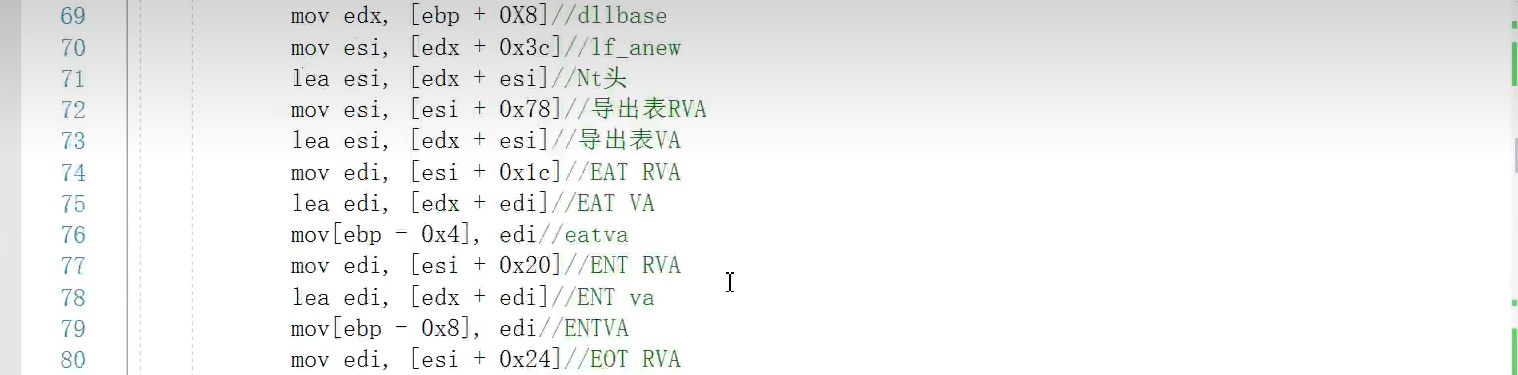 69 mov edx, [ebp + 0X8]//dllbase
70 mov esi, [edx + 0x3c]//lf_anew
71 lea esi, [edx + esi]//Nt头
72 mov esi, [esi + 0x78]//导出表RVA
73 lea esi, [edx + esi]//导出表VA
74 mov edi, [esi + 0x1c]//EAT RVA
75 lea edi, [edx + edi]//EAT VA
76 mov[ebp - 0x4], edi//eatva
77 mov edi, [esi + 0x20]//ENT RVA
78 lea edi, [edx + edi]//ENT va
79 mov[ebp - 0x8], edi//ENTVA
80 mov edi, [esi + 0x24]//EOT RVA